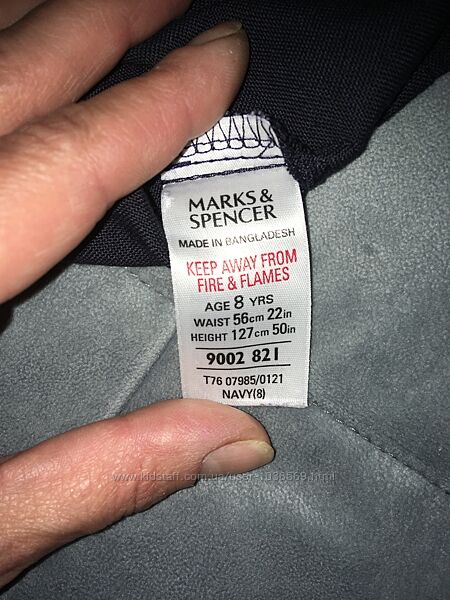 MARKS &
SPENCER
MADE IN BANGLADESH
KEEP AWAY FROM
FIRE & FLAMES
AGE 8 YRS
WAIST 56cm 22in
HEIGHT 127cm 50in
9002 821
T76 07985/0121
NAVY(8)